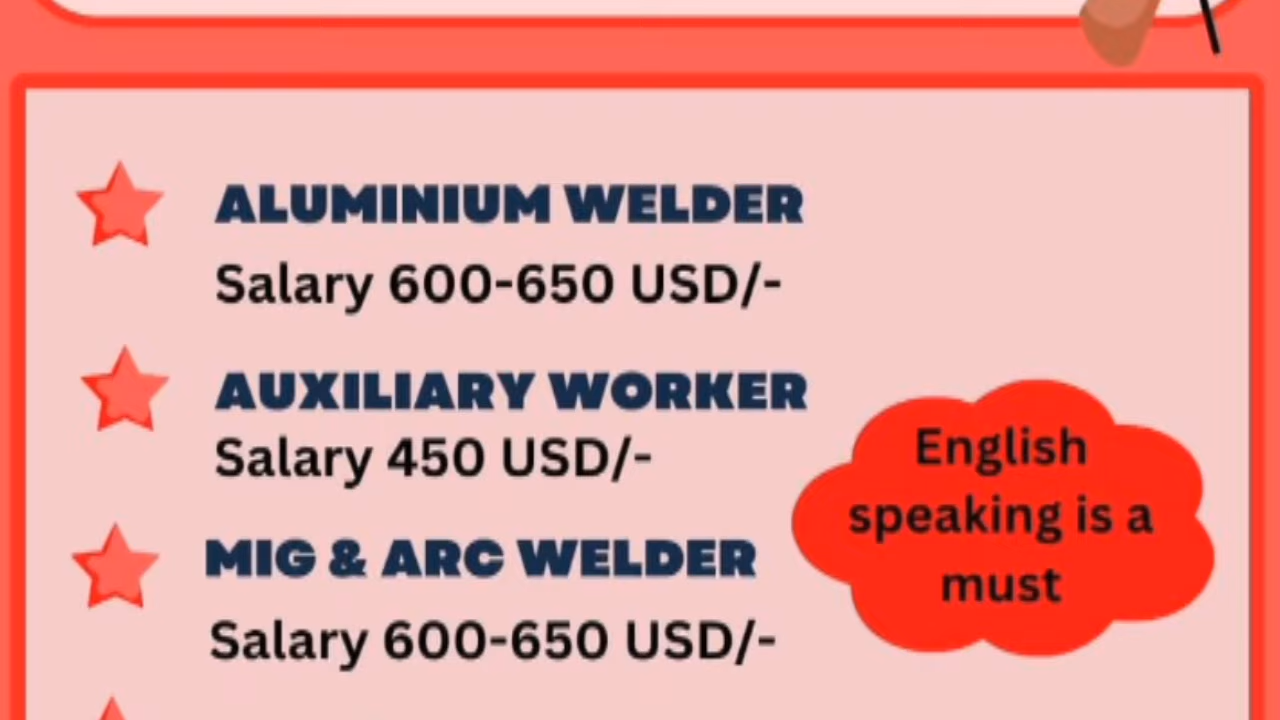 ALUMINIUM WELDER
Salary 600-650 USD/-
AUXILIARY WORKER
Salary 450 USD/-
MIG & ARC WELDER
Salary 600-650 USD/-
English
speaking is a
must